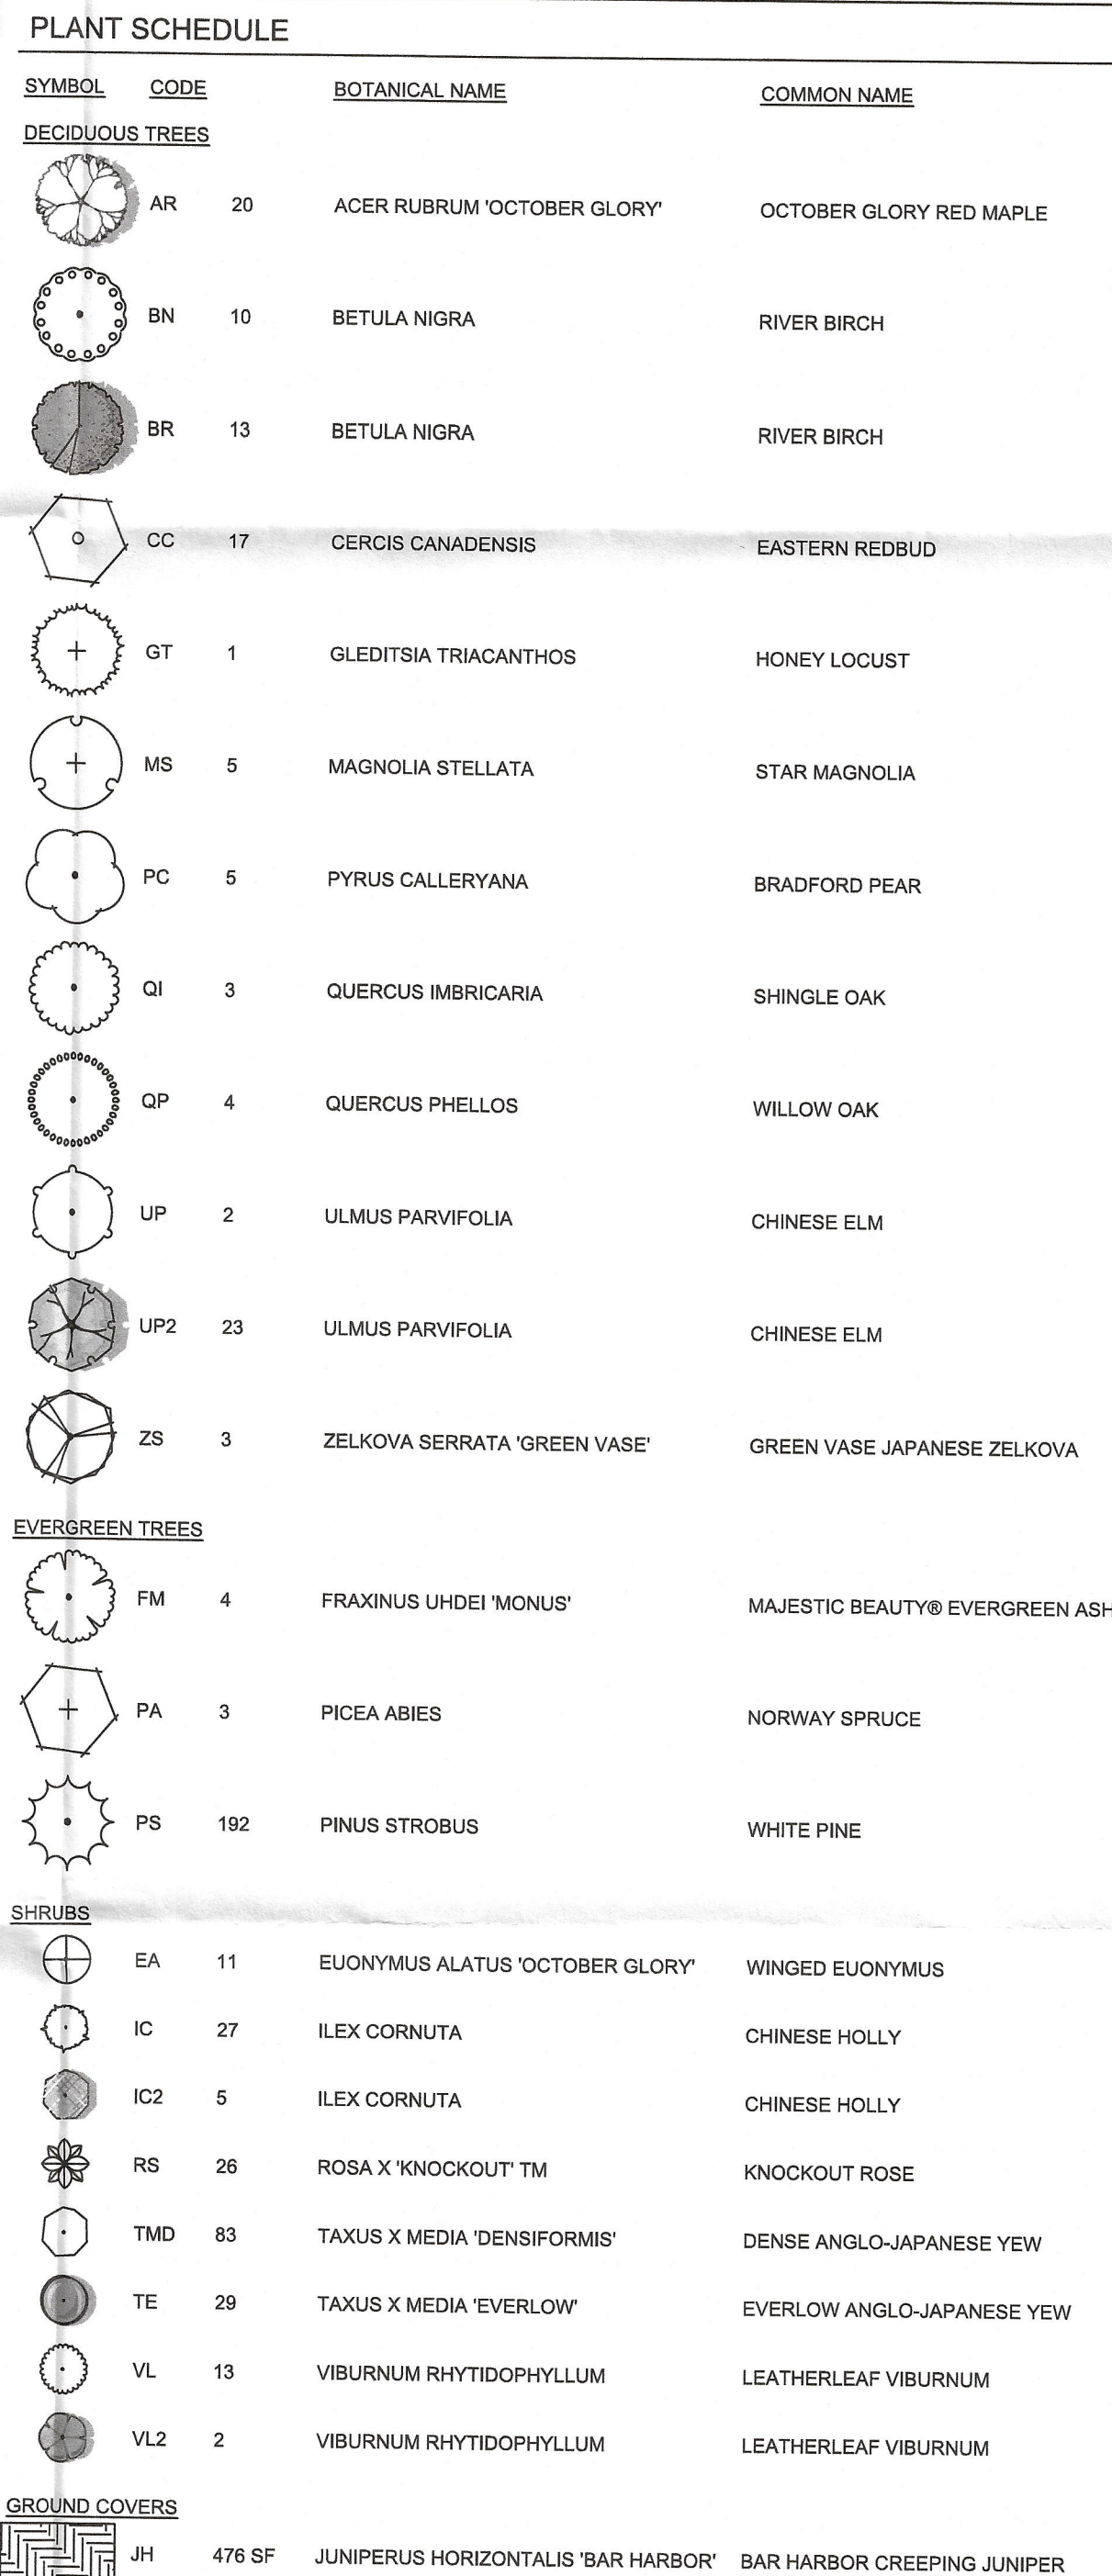 PLANT SCHEDULE
SYMBOL CODE BOTANICAL NAME COMMON NAME
DECIDUOUS TREES
AR 20 ACER RUBRUM 'OCTOBER GLORY' OCTOBER GLORY RED MAPLE
BN 10 BETULA NIGRA RIVER BIRCH
BR 13 BETULA NIGRA RIVER BIRCH
CC 17 CERCIS CANADENSIS EASTERN REDBUD
GT 1 GLEDITSIA TRIACANTHOS HONEY LOCUST
MS 5 MAGNOLIA STELLATA STAR MAGNOLIA
PC 5 PYRUS CALLERYANA BRADFORD PEAR
QI 3 QUERCUS IMBRICARIA SHINGLE OAK
QP 4 QUERCUS PHELLOS WILLOW OAK
UP 2 ULMUS PARVIFOLIA CHINESE ELM
UP2 23 ULMUS PARVIFOLIA CHINESE ELM
ZS 3 ZELKOVA SERRATA 'GREEN VASE' GREEN VASE JAPANESE ZELKOVA
EVERGREEN TREES
FM 4 FRAXINUS UHDEI 'MONUS' MAJESTIC BEAUTY® EVERGREEN ASH
PA 3 PICEA ABIES NORWAY SPRUCE
PS 192 PINUS STROBUS WHITE PINE
SHRUBS
EA 11 EUONYMUS ALATUS 'OCTOBER GLORY' WINGED EUONYMUS
IC 27 ILEX CORNUTA CHINESE HOLLY
IC2 5 ILEX CORNUTA CHINESE HOLLY
RS 26 ROSA X 'KNOCKOUT' TM KNOCKOUT ROSE
TMD 83 TAXUS X MEDIA 'DENSIFORMIS' DENSE ANGLO-JAPANESE YEW
TE 29 TAXUS X MEDIA 'EVERLOW' EVERLOW ANGLO-JAPANESE YEW
VL 13 VIBURNUM RHYTIDOPHYLLUM LEATHERLEAF VIBURNUM
VL2 2 VIBURNUM RHYTIDOPHYLLUM LEATHERLEAF VIBURNUM
GROUND COVERS
JH 476 SF JUNIPERUS HORIZONTALIS 'BAR HARBOR' BAR HARBOR CREEPING JUNIPER